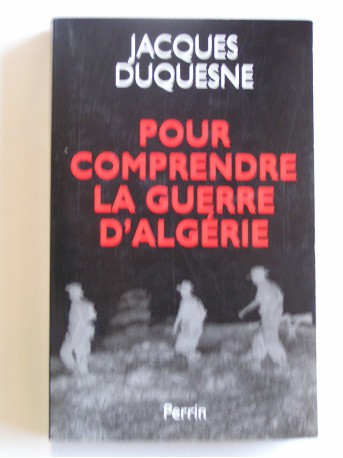 JACQUES
DUQUESNE
POUR
COMPRENDRE
LA GUERRE
D'ALGÉRIE
Perrin